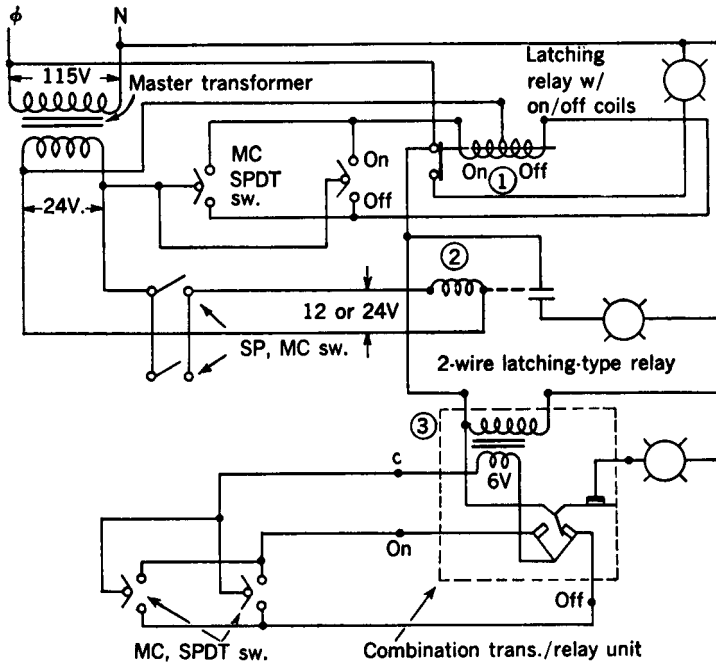 ϕ N
115V
Master transformer
Latching
relay w/
on/off coils
MC
SPDT
sw.
On
Off
On Off
1
24V.
2
12 or 24V
SP, MC sw.
2-wire latching-type relay
3
c
6V
On
Off
MC, SPDT sw.
Combination trans./relay unit